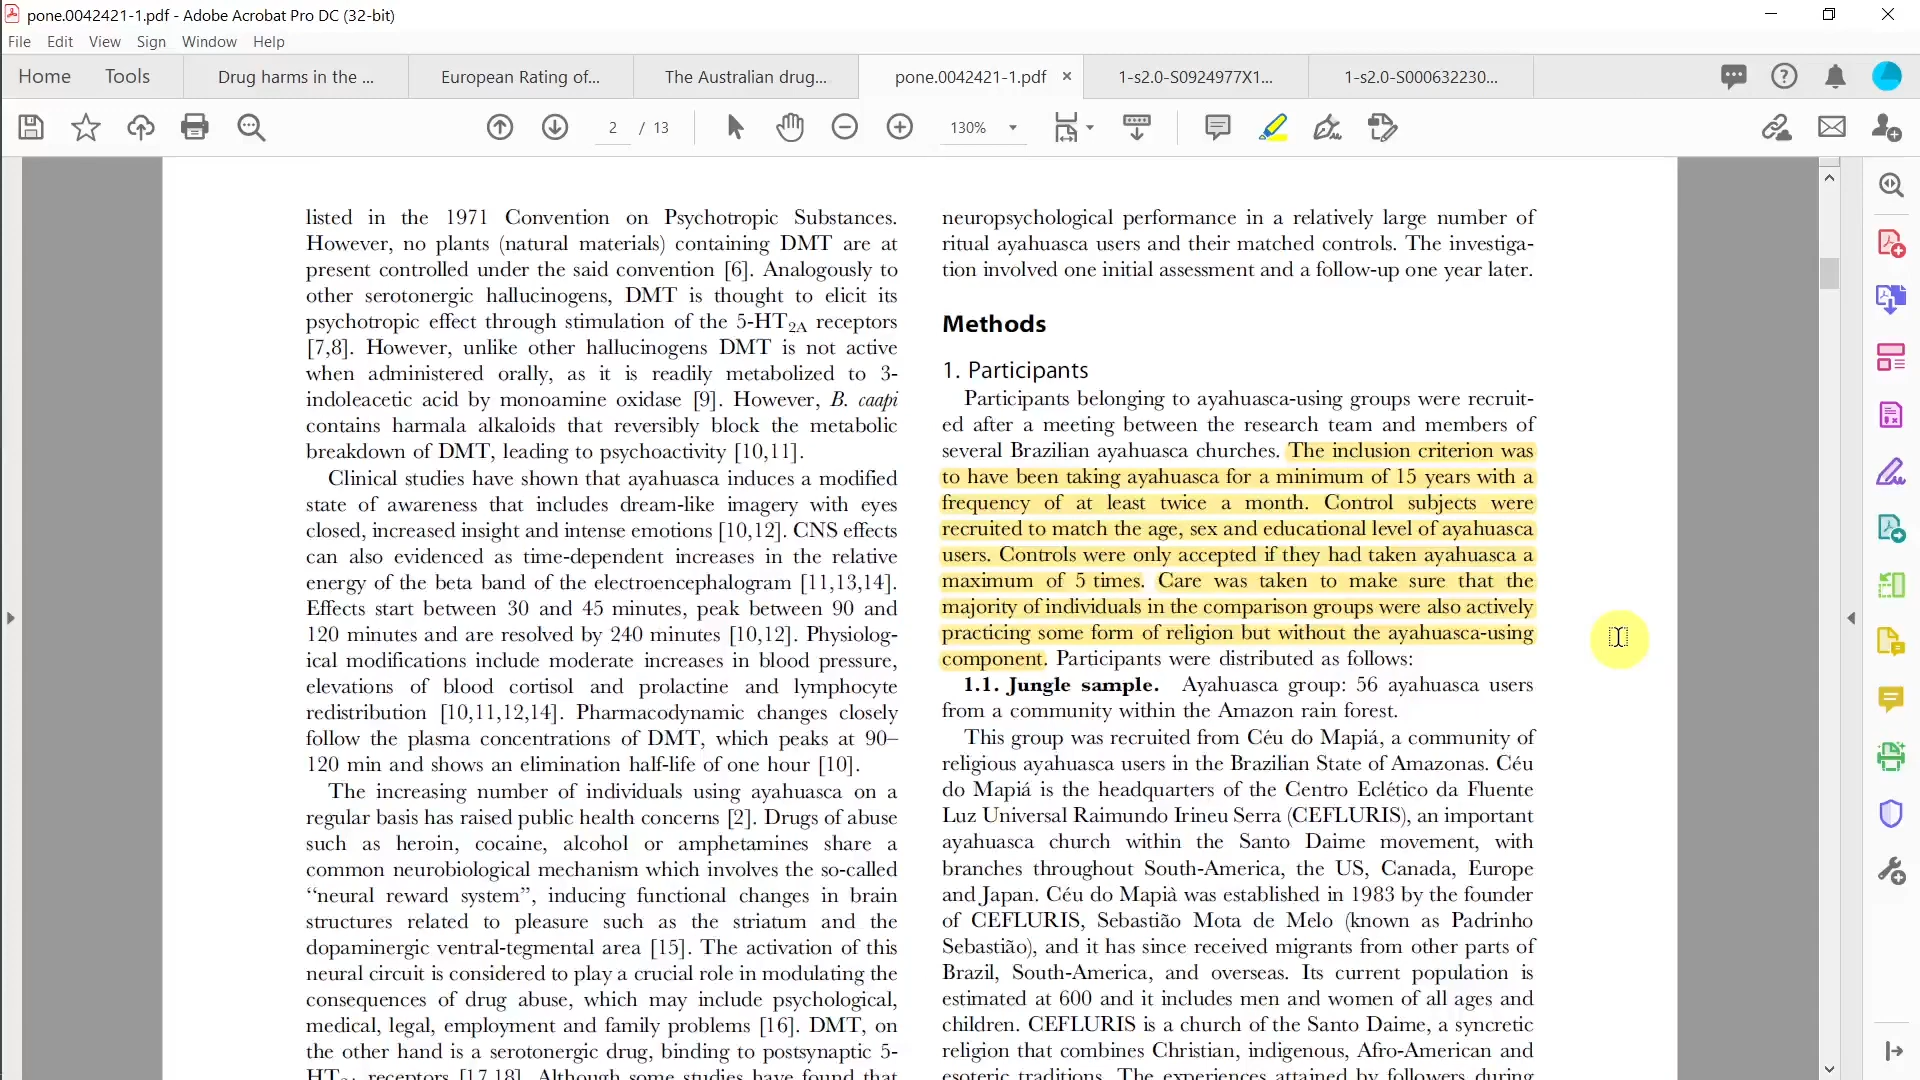 pone.0042421-1.pdf - Adobe Acrobat Pro DC (32-bit)
File Edit View Sign Window Help
Home Tools Drug harms in the ... European Rating of... The Australian drug... pone.0042421-1.pdf × 1-s2.0-S0924977X1... 1-s2.0-S000632230...
2 / 13 130%
listed in the 1971 Convention on Psychotropic Substances.
However, no plants (natural materials) containing DMT are at
present controlled under the said convention [6]. Analogously to
other serotonergic hallucinogens, DMT is thought to elicit its
psychotropic effect through stimulation of the 5-HT2A receptors
[7,8]. However, unlike other hallucinogens DMT is not active
when administered orally, as it is readily metabolized to 3-
indoleacetic acid by monoamine oxidase [9]. However, B. caapi
contains harmala alkaloids that reversibly block the metabolic
breakdown of DMT, leading to psychoactivity [10,11].
Clinical studies have shown that ayahuasca induces a modified
state of awareness that includes dream-like imagery with eyes
closed, increased insight and intense emotions [10,12]. CNS effects
can also evidenced as time-dependent increases in the relative
energy of the beta band of the electroencephalogram [11,13,14].
Effects start between 30 and 45 minutes, peak between 90 and
120 minutes and are resolved by 240 minutes [10,12]. Physiolog-
ical modifications include moderate increases in blood pressure,
elevations of blood cortisol and prolactine and lymphocyte
redistribution [10,11,12,14]. Pharmacodynamic changes closely
follow the plasma concentrations of DMT, which peaks at 90–
120 min and shows an elimination half-life of one hour [10].
The increasing number of individuals using ayahuasca on a
regular basis has raised public health concerns [2]. Drugs of abuse
such as heroin, cocaine, alcohol or amphetamines share a
common neurobiological mechanism which involves the so-called
‘‘neural reward system’’, inducing functional changes in brain
structures related to pleasure such as the striatum and the
dopaminergic ventral-tegmental area [15]. The activation of this
neural circuit is considered to play a crucial role in modulating the
consequences of drug abuse, which may include psychological,
medical, legal, employment and family problems [16]. DMT, on
the other hand is a serotonergic drug, binding to postsynaptic 5-
HT2A receptors [17,18]. Although some studies have found that
neuropsychological performance in a relatively large number of
ritual ayahuasca users and their matched controls. The investiga-
tion involved one initial assessment and a follow-up one year later.
Methods
1. Participants
Participants belonging to ayahuasca-using groups were recruit-
ed after a meeting between the research team and members of
several Brazilian ayahuasca churches. The inclusion criterion was
to have been taking ayahuasca for a minimum of 15 years with a
frequency of at least twice a month. Control subjects were
recruited to match the age, sex and educational level of ayahuasca
users. Controls were only accepted if they had taken ayahuasca a
maximum of 5 times. Care was taken to make sure that the
majority of individuals in the comparison groups were also actively
practicing some form of religion but without the ayahuasca-using
component. Participants were distributed as follows:
1.1. Jungle sample. Ayahuasca group: 56 ayahuasca users
from a community within the Amazon rain forest.
This group was recruited from Céu do Mapiá, a community of
religious ayahuasca users in the Brazilian State of Amazonas. Céu
do Mapiá is the headquarters of the Centro Eclético da Fluente
Luz Universal Raimundo Irineu Serra (CEFLURIS), an important
ayahuasca church within the Santo Daime movement, with
branches throughout South-America, the US, Canada, Europe
and Japan. Céu do Mapià was established in 1983 by the founder
of CEFLURIS, Sebastião Mota de Melo (known as Padrinho
Sebastião), and it has since received migrants from other parts of
Brazil, South-America, and overseas. Its current population is
estimated at 600 and it includes men and women of all ages and
children. CEFLURIS is a church of the Santo Daime, a syncretic
religion that combines Christian, indigenous, Afro-American and
esoteric traditions. The experiences attained by followers during